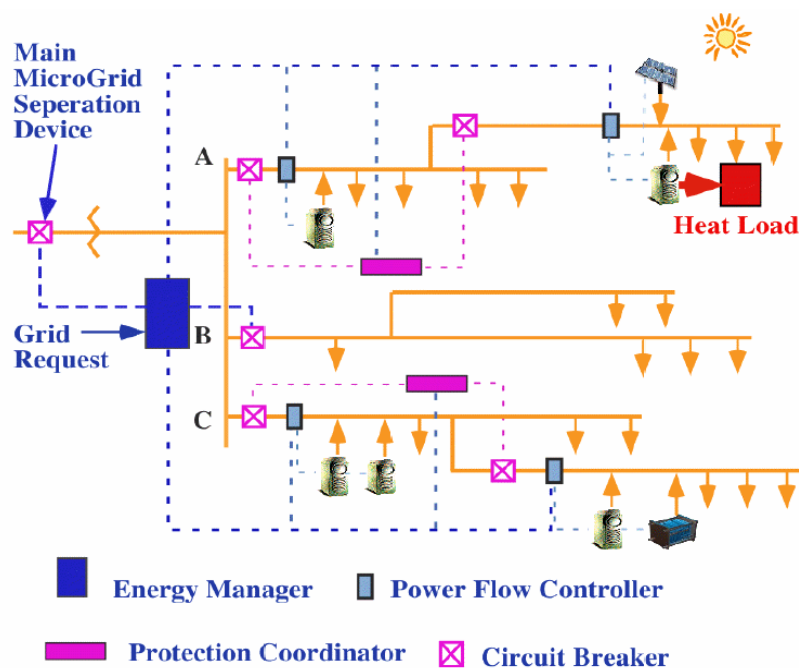 Main
MicroGrid
Seperation
Device
A
Heat Load
Grid
Request
B
C
Energy Manager
Power Flow Controller
Protection Coordinator
Circuit Breaker